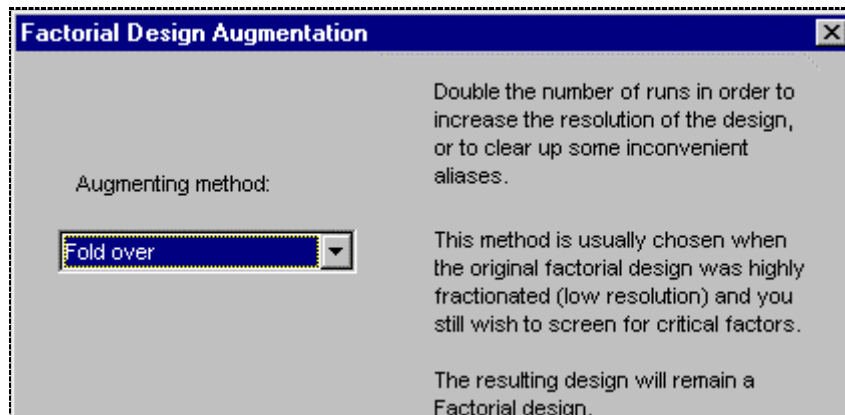 Factorial Design Augmentation
Augmenting method:
Fold over
Double the number of runs in order to
increase the resolution of the design,
or to clear up some inconvenient
aliases.
This method is usually chosen when
the original factorial design was highly
fractionated (low resolution) and you
still wish to screen for critical factors.
The resulting design will remain a
Factorial design.